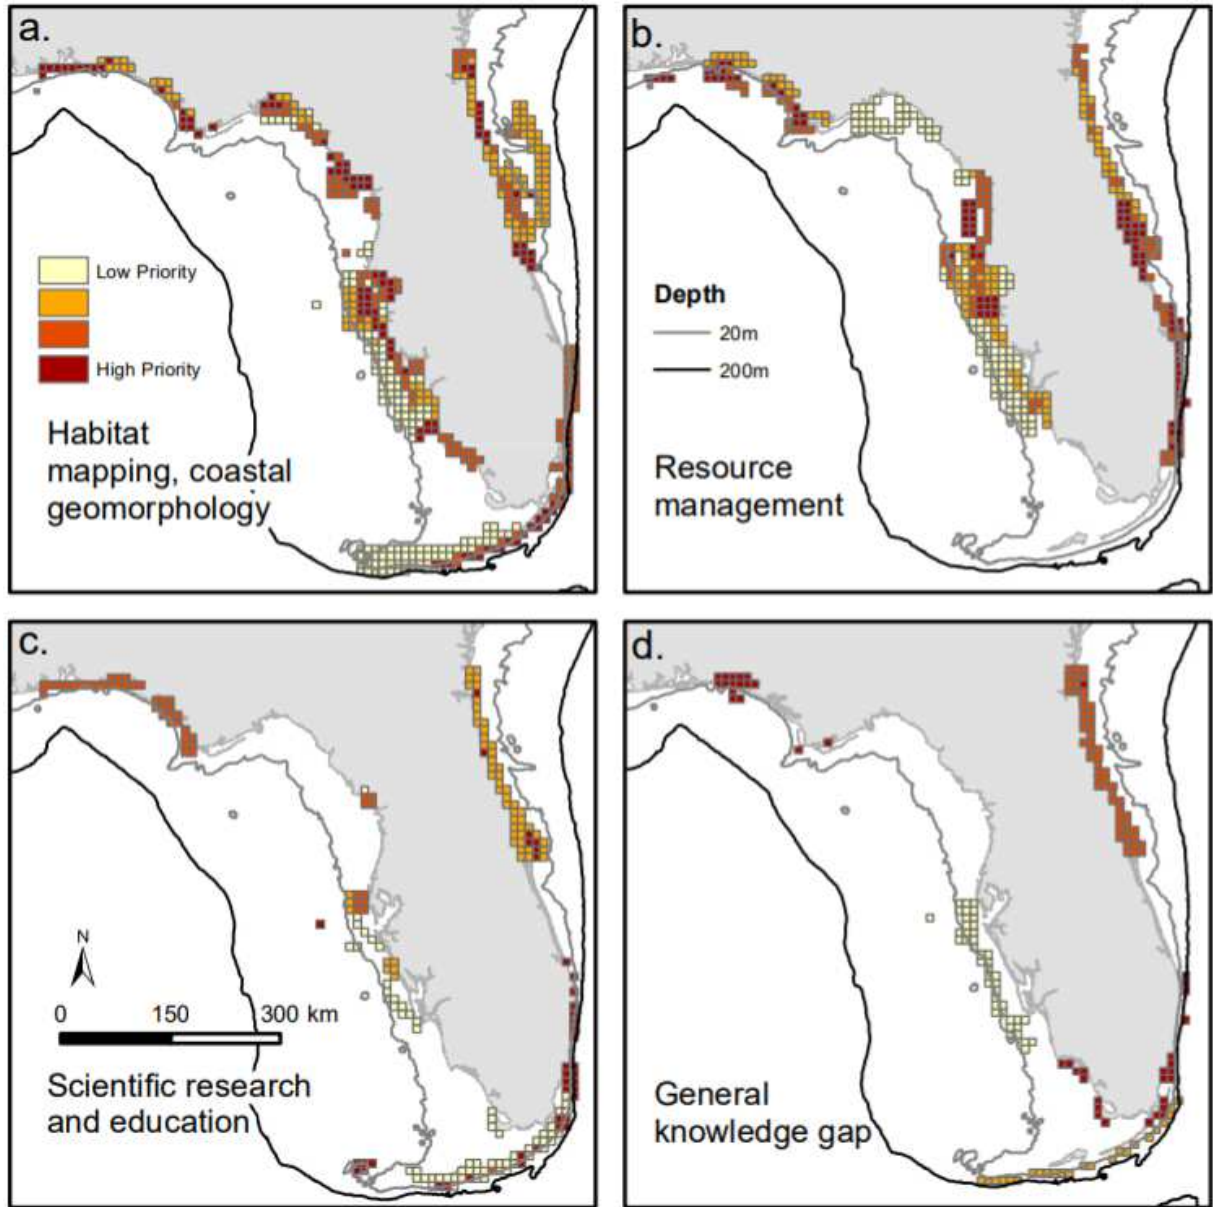 a.
Low Priority
High Priority
Habitat
mapping, coastal
geomorphology
b.
Depth
20m
200m
Resource
management
c.
N
0 150 300 km
Scientific research
and education
d.
General
knowledge gap